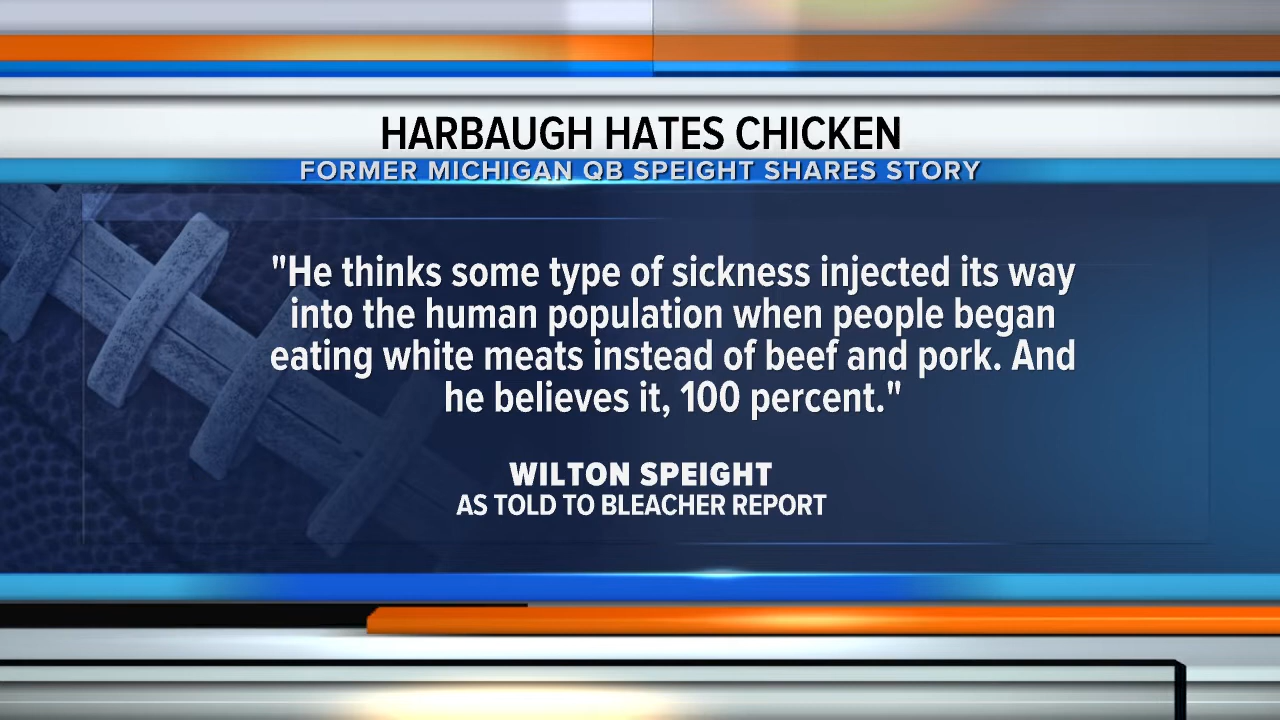 HARBAUGH HATES CHICKEN
FORMER MICHIGAN QB SPEIGHT SHARES STORY
"He thinks some type of sickness injected its way
into the human population when people began
eating white meats instead of beef and pork. And
he believes it, 100 percent."
WILTON SPEIGHT
AS TOLD TO BLEACHER REPORT